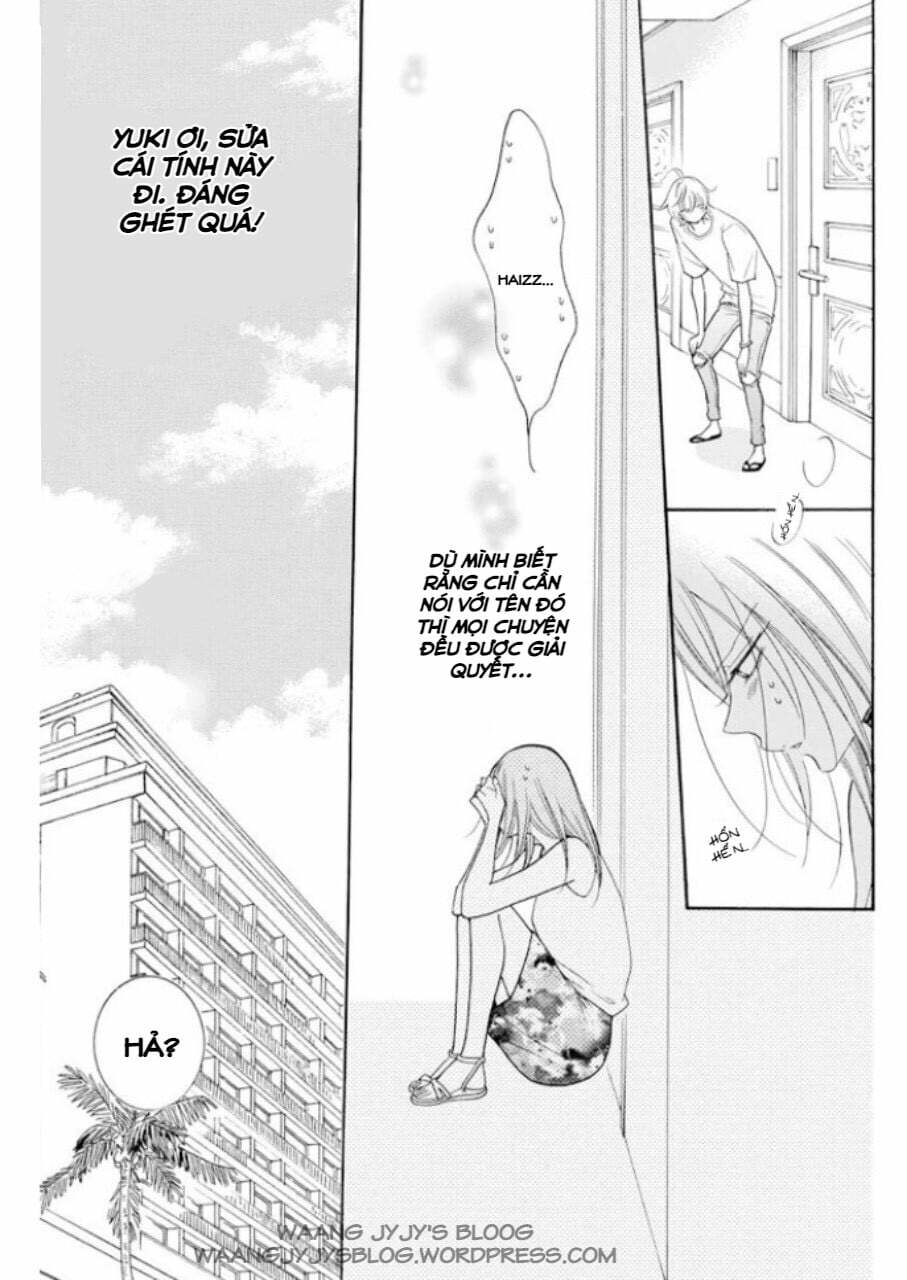 HỔN HỂN..
HỔN
HỂN..
HAIZZ...
DÙ MÌNH BIẾT
RẰNG CHỈ CẦN
NÓI VỚI TÊN ĐÓ
THÌ MỌI CHUYỆN
ĐỀU ĐƯỢC GIẢI
QUYẾT...
YUKI ƠI, SỬA
CÁI TÍNH NÀY
ĐI. ĐÁNG
GHÉT QUÁ!
HẢ?
WAANG JYJY'S BLOOG
WAANGJYJYSBLOG.WORDPRESS.COM